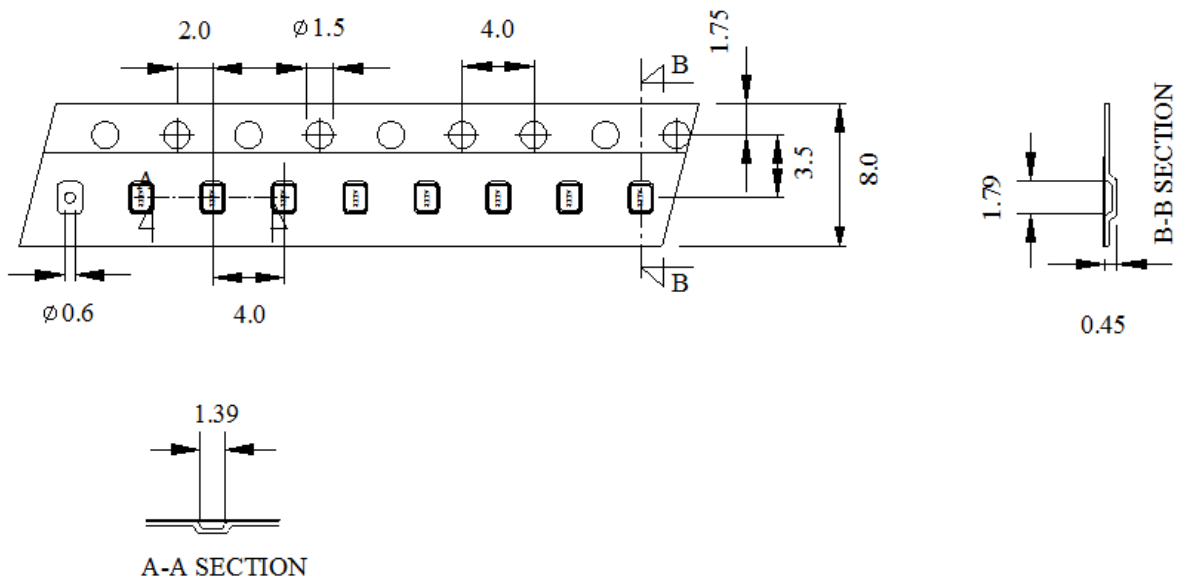 2.0
⌀1.5
4.0
1.75
B
3.5
8.0
A
B
⌀0.6
4.0
1.79
B-B SECTION
0.45
1.39
A-A SECTION